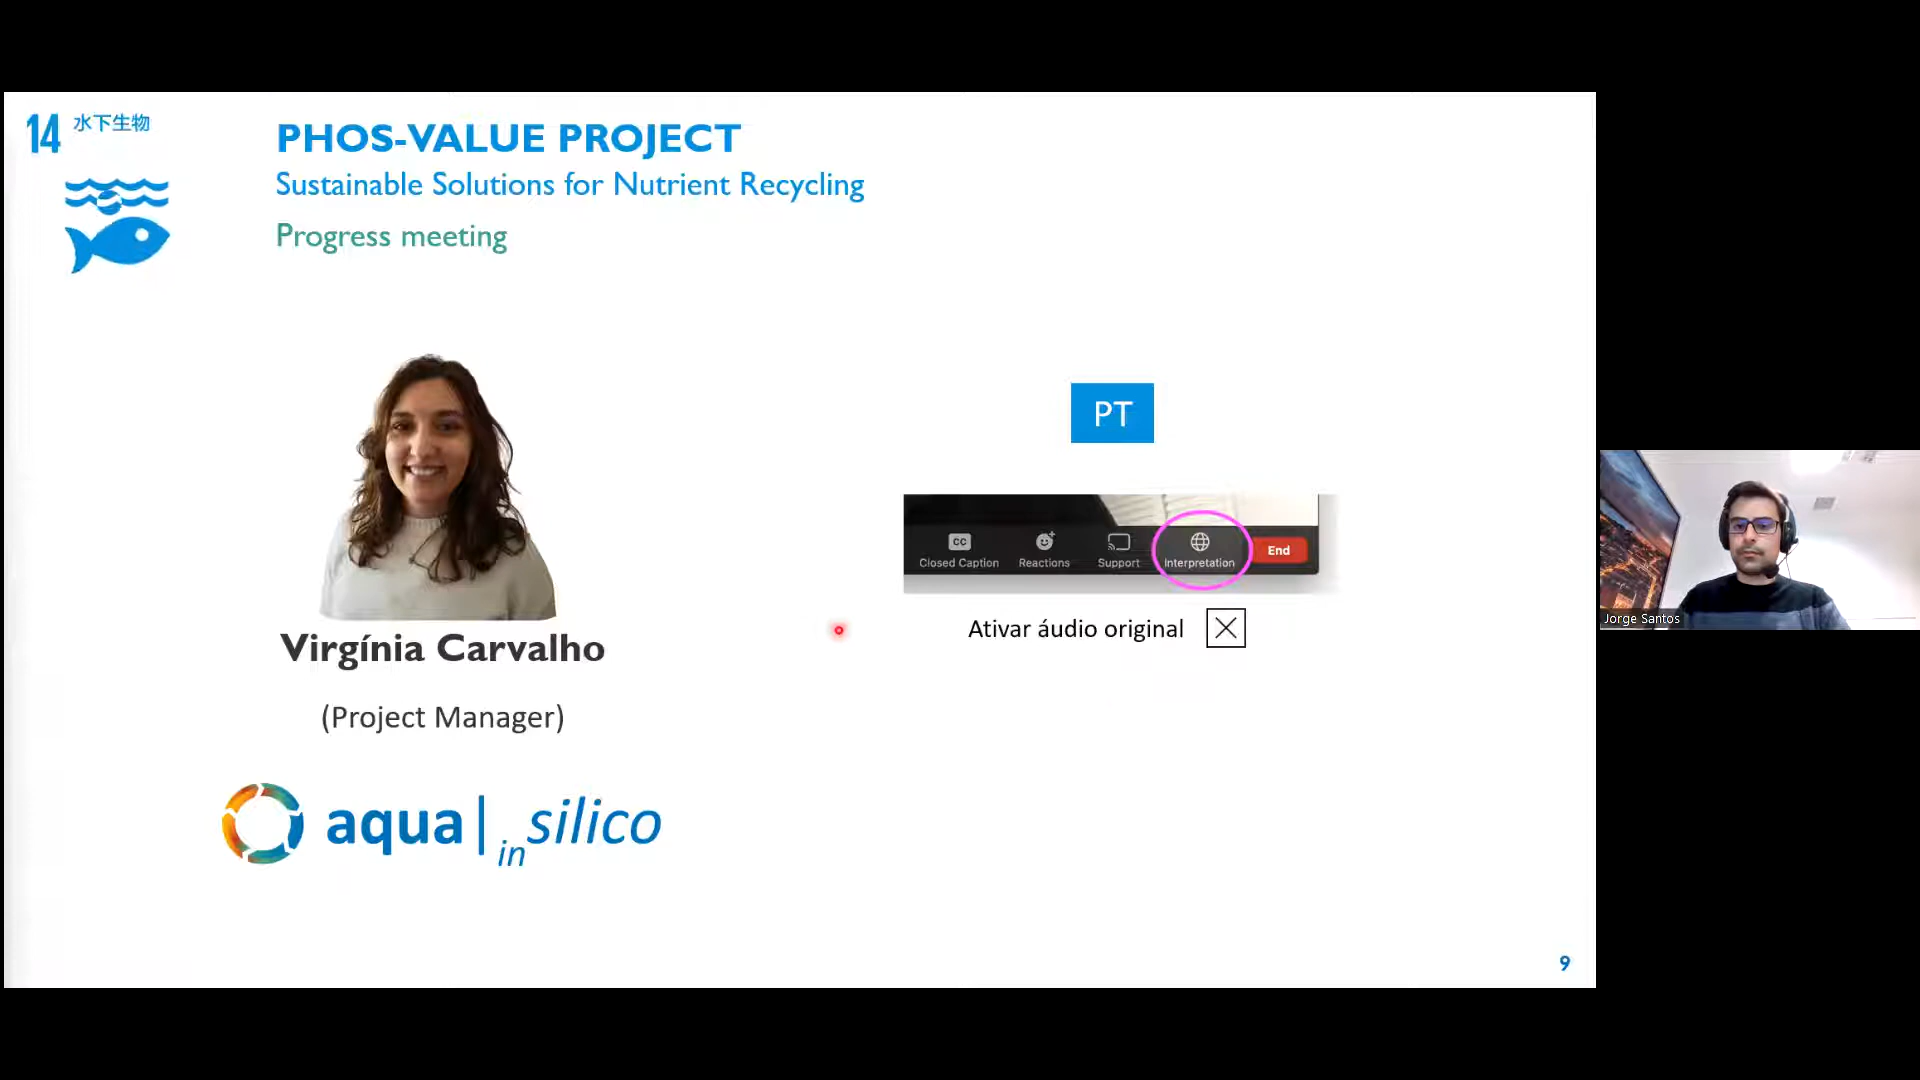 14 水下生物
PHOS-VALUE PROJECT
Sustainable Solutions for Nutrient Recycling
Progress meeting
PT
CC
Closed Caption
Reactions
Support
Interpretation
End
Ativar áudio original
Virgínia Carvalho
(Project Manager)
aqua| in silico
9
Jorge Santos